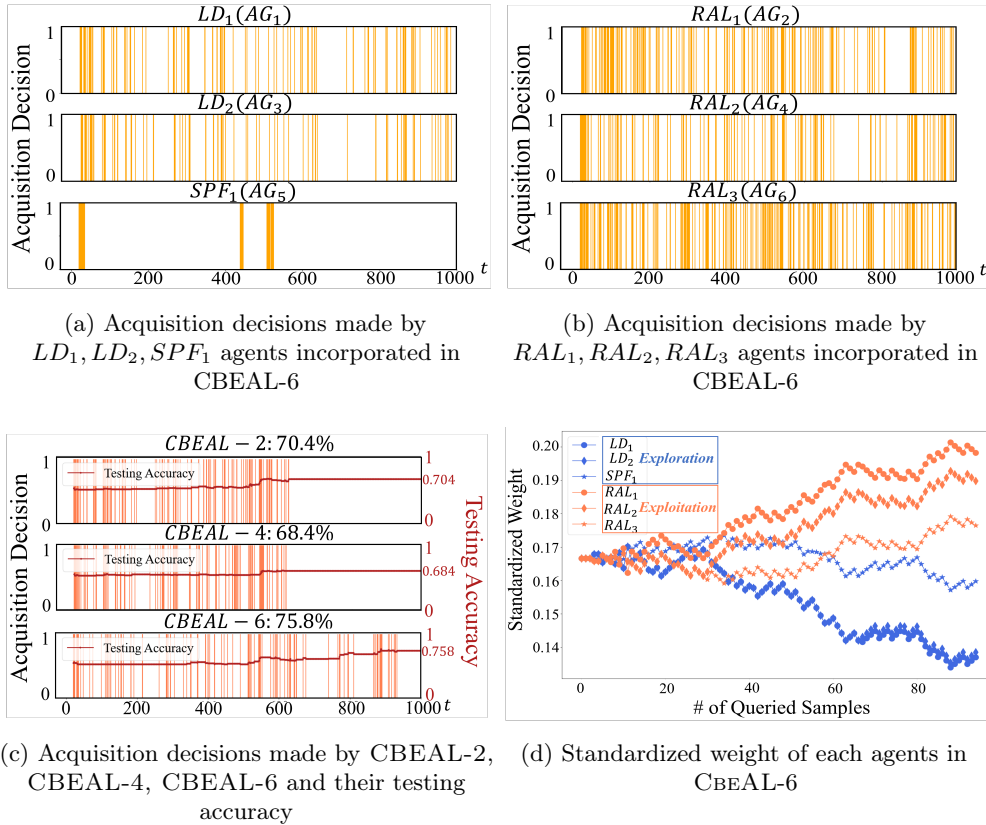 LD₁(AG₁)
1
0
LD₂(AG₃)
1
0
SPF₁(AG₅)
1
0
Acquisition Decision
0 200 400 600 800 1000 t
(a) Acquisition decisions made by
LD₁, LD₂, SPF₁ agents incorporated in
CBEAL-6
RAL₁(AG₂)
1
0
RAL₂(AG₄)
1
0
RAL₃(AG₆)
1
0
Acquisition Decision
0 200 400 600 800 1000 t
(b) Acquisition decisions made by
RAL₁, RAL₂, RAL₃ agents incorporated in
CBEAL-6
CBEAL − 2: 70.4%
Testing Accuracy
1
0
1
0.704
0
CBEAL − 4: 68.4%
Testing Accuracy
1
0
1
0.684
0
CBEAL − 6: 75.8%
Testing Accuracy
1
0
1
0.758
0
Acquisition Decision
Testing Accuracy
0 200 400 600 800 1000 t
(c) Acquisition decisions made by CBEAL-2,
CBEAL-4, CBEAL-6 and their testing
accuracy
LD₁
LD₂ Exploration
SPF₁
RAL₁
RAL₂ Exploitation
RAL₃
0.20
0.19
0.18
0.17
0.16
0.15
0.14
Standardized Weight
0 20 40 60 80
# of Queried Samples
(d) Standardized weight of each agents in
CBEAL-6